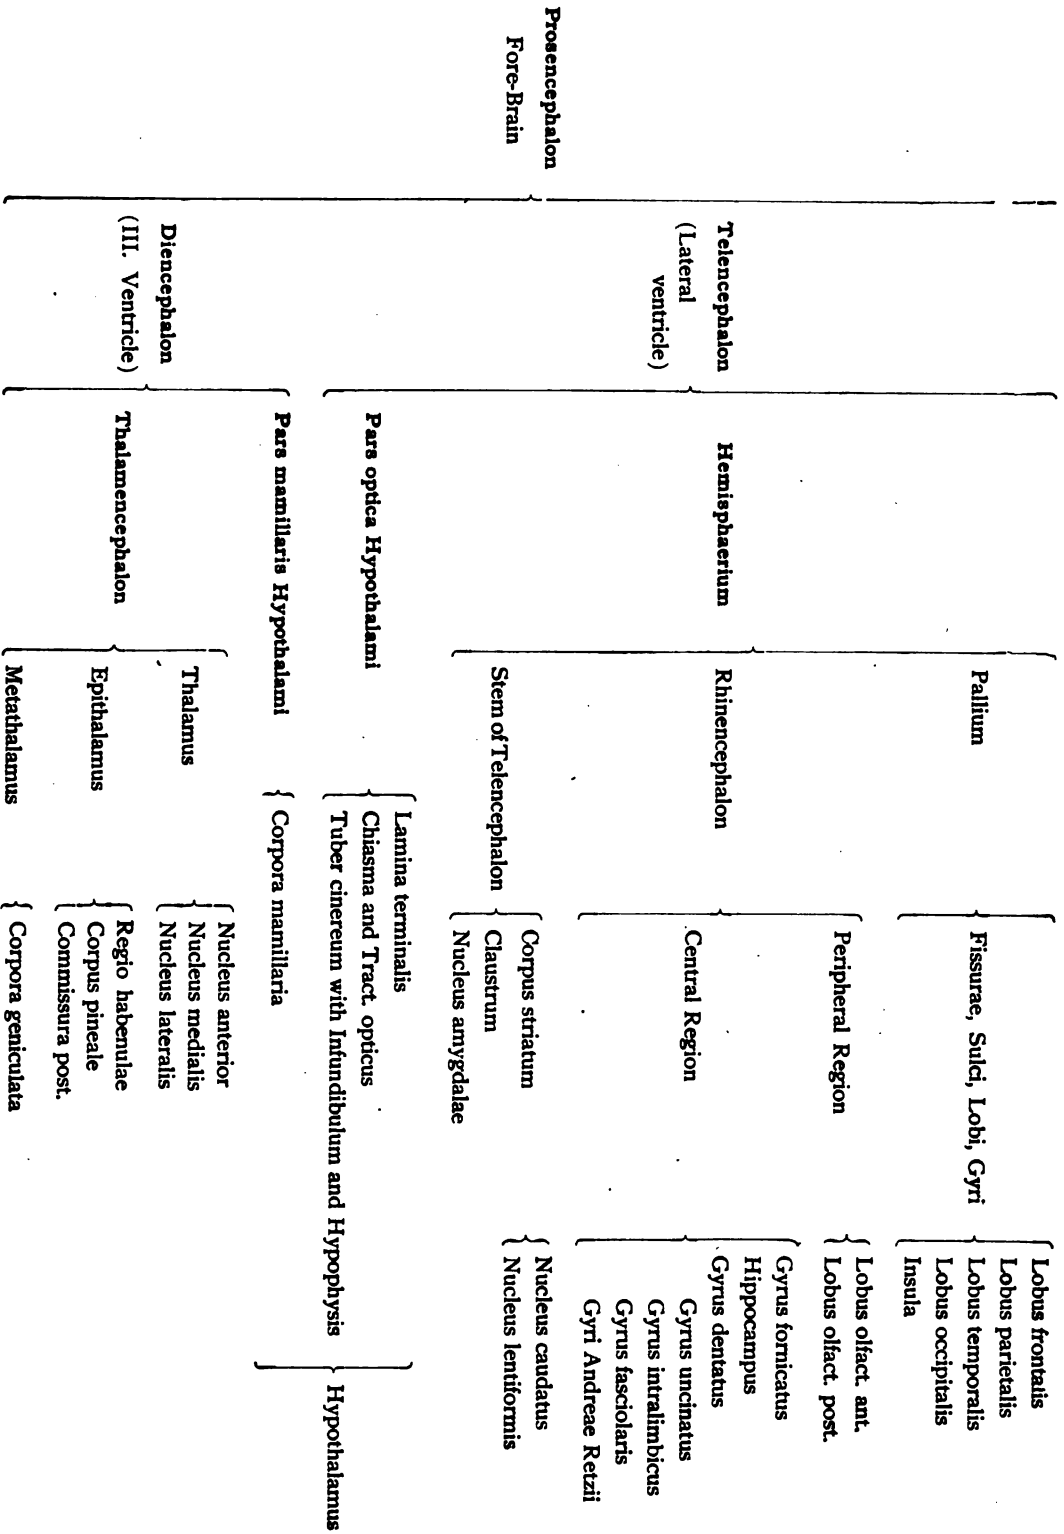 Prosencephalon
Fore-Brain
Telencephalon
(Lateral
ventricle)
Hemisphaerium
Pallium
Fissurae, Sulci, Lobi, Gyri
Lobus frontalis
Lobus parietalis
Lobus temporalis
Lobus occipitalis
Insula
Rhinencephalon
Peripheral Region
Lobus olfact. ant.
Lobus olfact. post.
Central Region
Gyrus fornicatus
Hippocampus
Gyrus dentatus
Gyrus uncinatus
Gyrus intralimbicus
Gyrus fasciolaris
Gyri Andreae Retzii
Stem of Telencephalon
Corpus striatum
Claustrum
Nucleus amygdalae
Nucleus caudatus
Nucleus lentiformis
Pars optica Hypothalami
Lamina terminalis
Chiasma and Tract. opticus
Tuber cinereum with Infundibulum and Hypophysis
Hypothalamus
Diencephalon
(III. Ventricle)
Pars mamillaris Hypothalami
Corpora mamillaria
Thalamencephalon
Thalamus
Nucleus anterior
Nucleus medialis
Nucleus lateralis
Epithalamus
Regio habenulae
Corpus pineale
Commissura post.
Metathalamus
Corpora geniculata